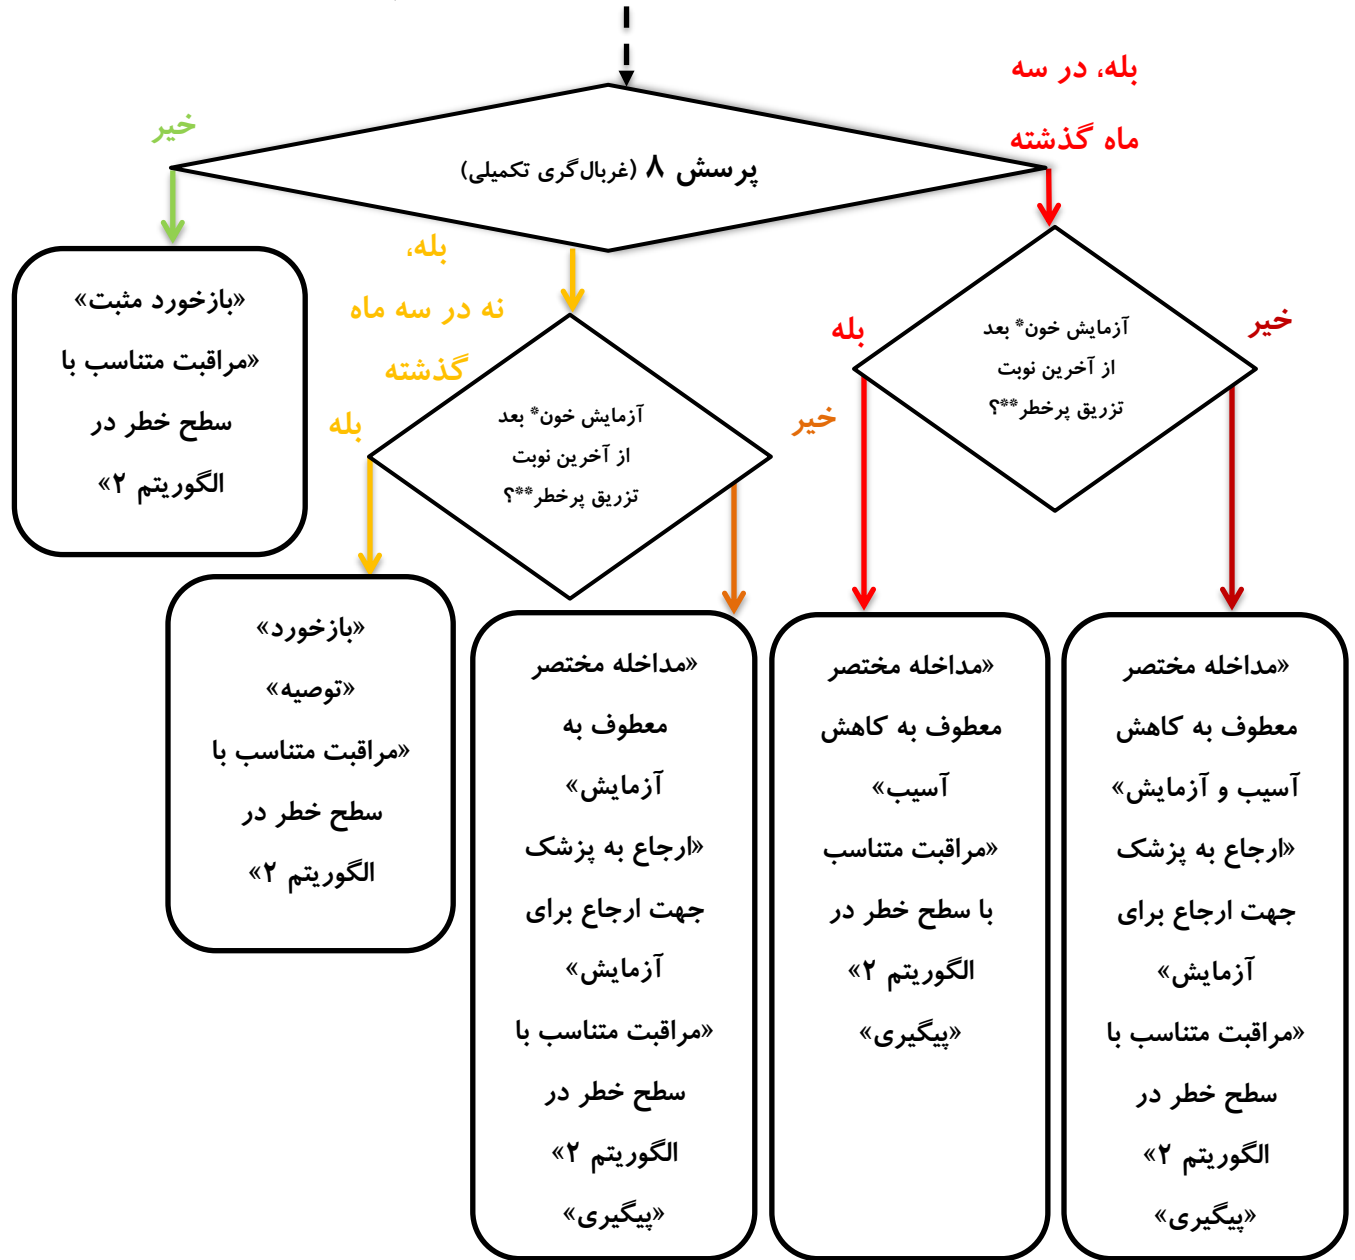 بله، در سه
ماه گذشته
خیر
پرسش ۸ (غربال‌گری تکمیلی)
بله،
نه در سه ماه
گذشته
«بازخورد مثبت»
«مراقبت متناسب با
سطح خطر در
الگوریتم ۲»
آزمایش خون* بعد
از آخرین نوبت
تزریق پرخطر**؟
بله
خیر
آزمایش خون* بعد
از آخرین نوبت
تزریق پرخطر**؟
بله
خیر
«مداخله مختصر
معطوف به کاهش
آسیب و آزمایش»
«ارجاع به پزشک
جهت ارجاع برای
آزمایش»
«مراقبت متناسب با
سطح خطر در
الگوریتم ۲»
«پیگیری»
«مداخله مختصر
معطوف به کاهش
آسیب»
«مراقبت متناسب
با سطح خطر در
الگوریتم ۲»
«پیگیری»
«مداخله مختصر
معطوف به
آزمایش»
«ارجاع به پزشک
جهت ارجاع برای
آزمایش»
«مراقبت متناسب با
سطح خطر در
الگوریتم ۲»
«پیگیری»
«بازخورد»
«توصیه»
«مراقبت متناسب با
سطح خطر در
الگوریتم ۲»